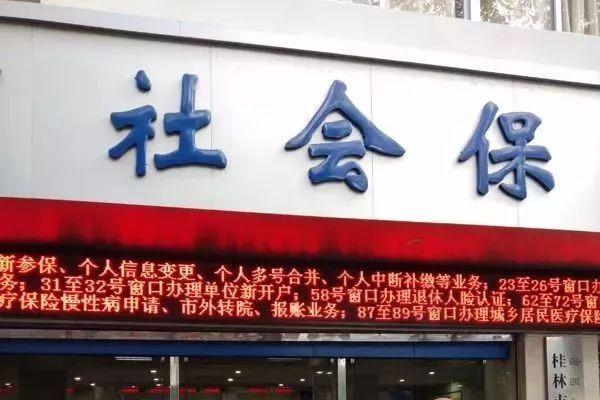 社会保
新参保、个人信息变更、个人多号合并、个人中断补缴等业务；23至26号窗口办
务；31至32号窗口办理单位新开户；58号窗口办理退休人脸认证；62至72号窗
疗保险慢性病申请、市外转院、报账业务；87至89号窗口办理城乡居民医疗保险
桂林市